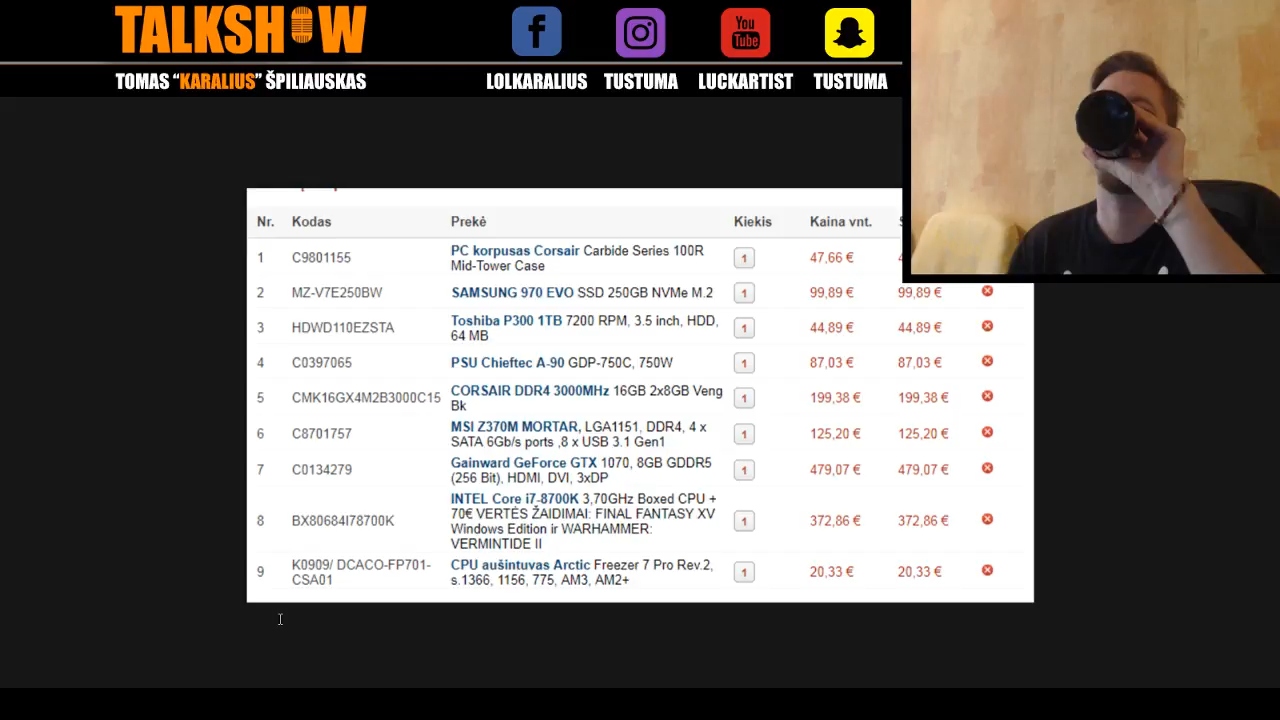 TALKSHOW
TOMAS “KARALIUS” ŠPILIAUSKAS
LOLKARALIUS TUSTUMA LUCKARTIST TUSTUMA
You
Tube
Nr. Kodas Prekė Kiekis Kaina vnt.
1 C9801155 PC korpusas Corsair Carbide Series 100R
Mid-Tower Case 1 47,66 €
2 MZ-V7E250BW SAMSUNG 970 EVO SSD 250GB NVMe M.2 1 99,89 € 99,89 €
3 HDWD110EZSTA Toshiba P300 1TB 7200 RPM, 3.5 inch, HDD,
64 MB 1 44,89 € 44,89 €
4 C0397065 PSU Chieftec A-90 GDP-750C, 750W 1 87,03 € 87,03 €
5 CMK16GX4M2B3000C15 CORSAIR DDR4 3000MHz 16GB 2x8GB Veng
Bk 1 199,38 € 199,38 €
6 C8701757 MSI Z370M MORTAR, LGA1151, DDR4, 4 x
SATA 6Gb/s ports ,8 x USB 3.1 Gen1 1 125,20 € 125,20 €
7 C0134279 Gainward GeForce GTX 1070, 8GB GDDR5
(256 Bit), HDMI, DVI, 3xDP 1 479,07 € 479,07 €
8 BX80684I78700K INTEL Core i7-8700K 3,70GHz Boxed CPU +
70€ VERTĖS ŽAIDIMAI: FINAL FANTASY XV
Windows Edition ir WARHAMMER:
VERMINTIDE II 1 372,86 € 372,86 €
9 K0909/ DCACO-FP701-
CSA01 CPU aušintuvas Arctic Freezer 7 Pro Rev.2,
s.1366, 1156, 775, AM3, AM2+ 1 20,33 € 20,33 €